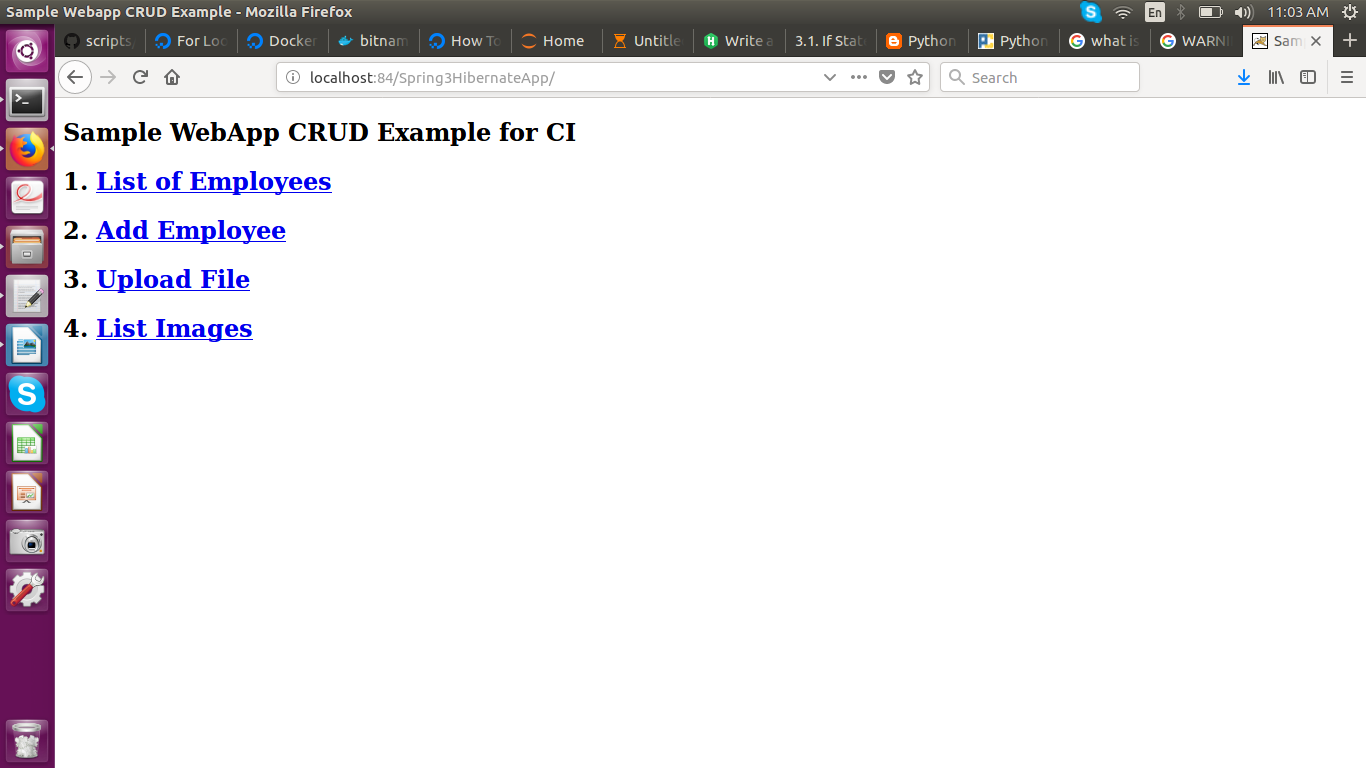 Sample Webapp CRUD Example - Mozilla Firefox
En
11:03 AM
scripts
For Loo
Docker
bitnam
How To
Home
Untitle
Write a
3.1. If State
Python
Python
what is
WARNI
Sam
localhost:84/Spring3HibernateApp/
Search
Sample WebApp CRUD Example for CI
1. List of Employees
2. Add Employee
3. Upload File
4. List Images